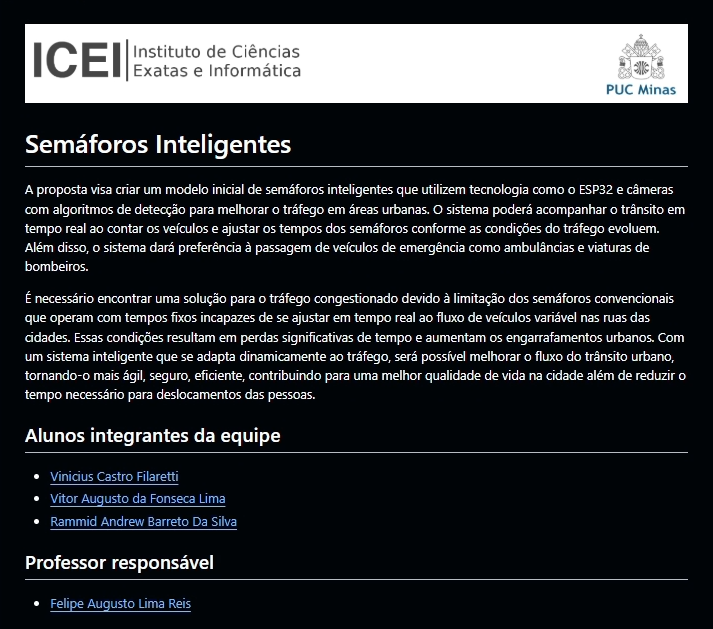 ICEI Instituto de Ciências
Exatas e Informática
PUC Minas
Semáforos Inteligentes
A proposta visa criar um modelo inicial de semáforos inteligentes que utilizem tecnologia como o ESP32 e câmeras
com algoritmos de detecção para melhorar o tráfego em áreas urbanas. O sistema poderá acompanhar o trânsito em
tempo real ao contar os veículos e ajustar os tempos dos semáforos conforme as condições do tráfego evoluem.
Além disso, o sistema dará preferência à passagem de veículos de emergência como ambulâncias e viaturas de
bombeiros.
É necessário encontrar uma solução para o tráfego congestionado devido à limitação dos semáforos convencionais
que operam com tempos fixos incapazes de se ajustar em tempo real ao fluxo de veículos variável nas ruas das
cidades. Essas condições resultam em perdas significativas de tempo e aumentam os engarrafamentos urbanos. Com
um sistema inteligente que se adapta dinamicamente ao tráfego, será possível melhorar o fluxo do trânsito urbano,
tornando-o mais ágil, seguro, eficiente, contribuindo para uma melhor qualidade de vida na cidade além de reduzir o
tempo necessário para deslocamentos das pessoas.
Alunos integrantes da equipe
Vinicius Castro Filaretti
Vitor Augusto da Fonseca Lima
Rammid Andrew Barreto Da Silva
Professor responsável
Felipe Augusto Lima Reis